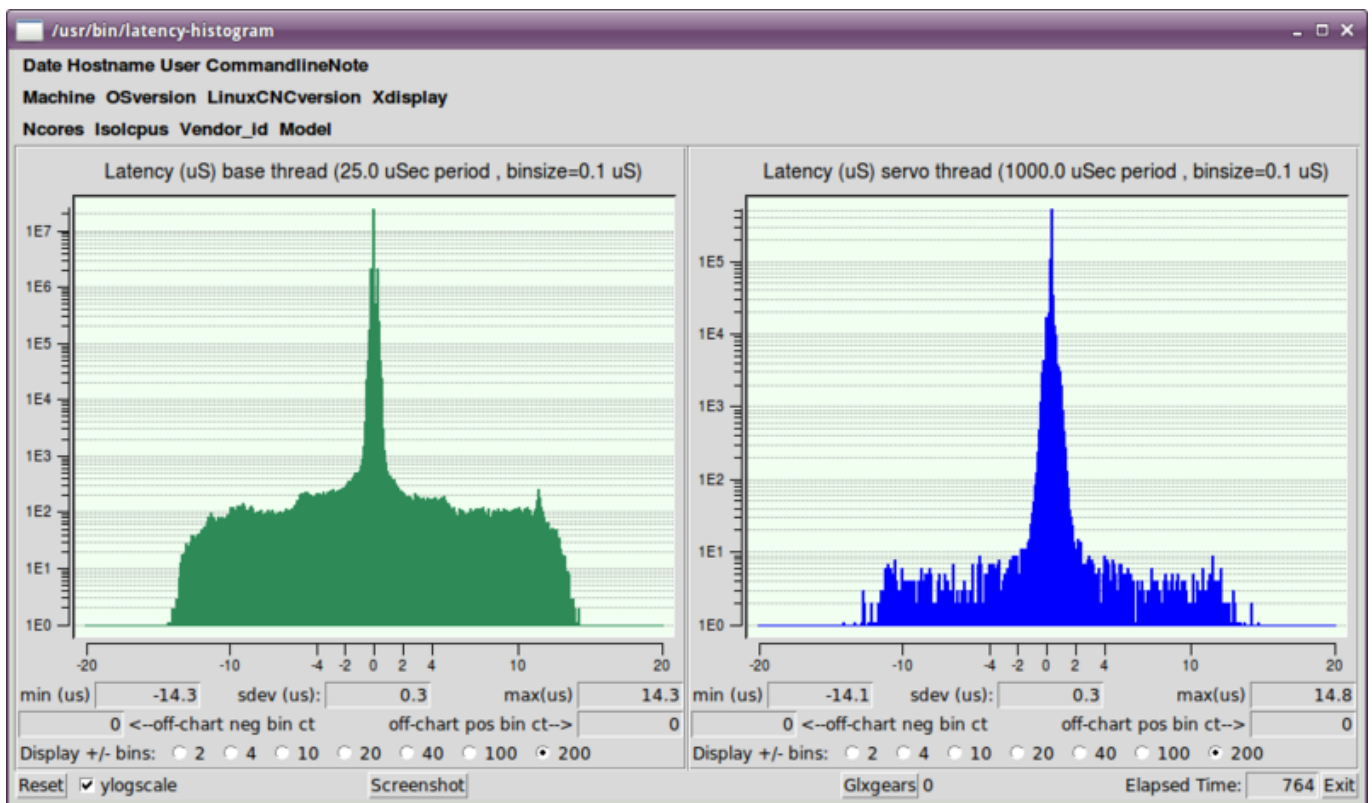 /usr/bin/latency-histogram
Date Hostname User CommandlineNote
Machine OSversion LinuxCNCversion Xdisplay
Ncores Isolcpus Vendor_id Model
Latency (uS) base thread (25.0 uSec period , binsize=0.1 uS)
1E7
1E6
1E5
1E4
1E3
1E2
1E1
1E0
-20 -10 -4 -2 0 2 4 10 20
min (us) -14.3 sdev (us): 0.3 max(us) 14.3
0 <--off-chart neg bin ct off-chart pos bin ct--> 0
Display +/- bins: 2 4 10 20 40 100 200
Latency (uS) servo thread (1000.0 uSec period , binsize=0.1 uS)
1E5
1E4
1E3
1E2
1E1
1E0
-20 -10 -4 -2 0 2 4 10 20
min (us) -14.1 sdev (us): 0.3 max(us) 14.8
0 <--off-chart neg bin ct off-chart pos bin ct--> 0
Display +/- bins: 2 4 10 20 40 100 200
Reset ylogscale Screenshot Glxgears 0 Elapsed Time: 764 Exit